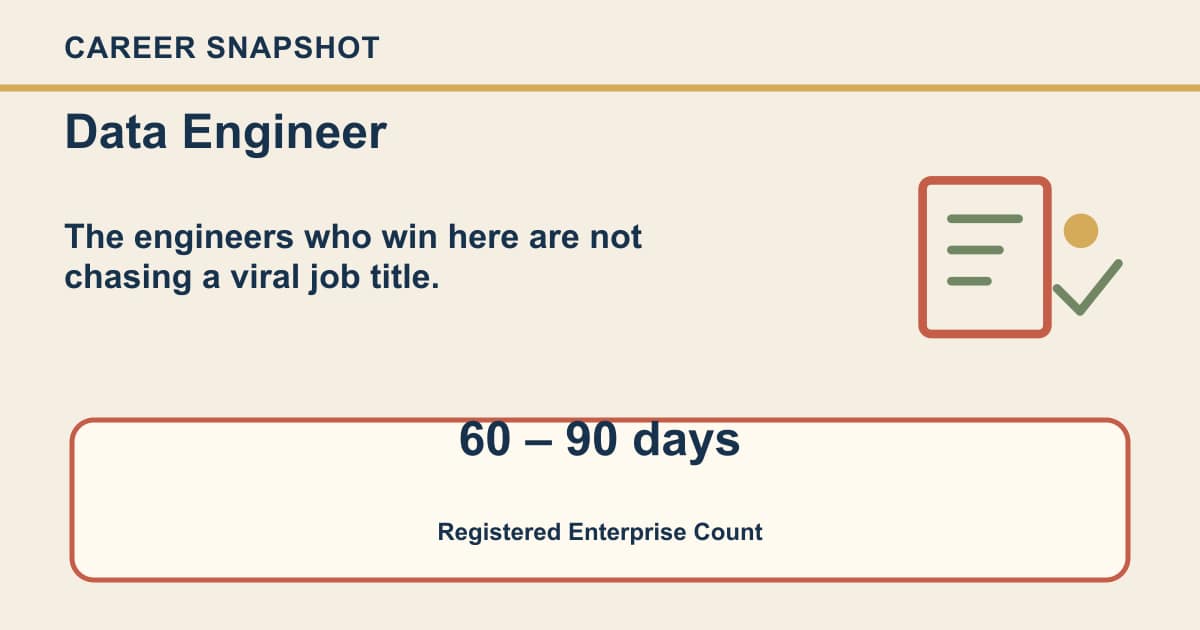 CAREER SNAPSHOT
Data Engineer
The engineers who win here are not
chasing a viral job title.
60 – 90 days
Registered Enterprise Count